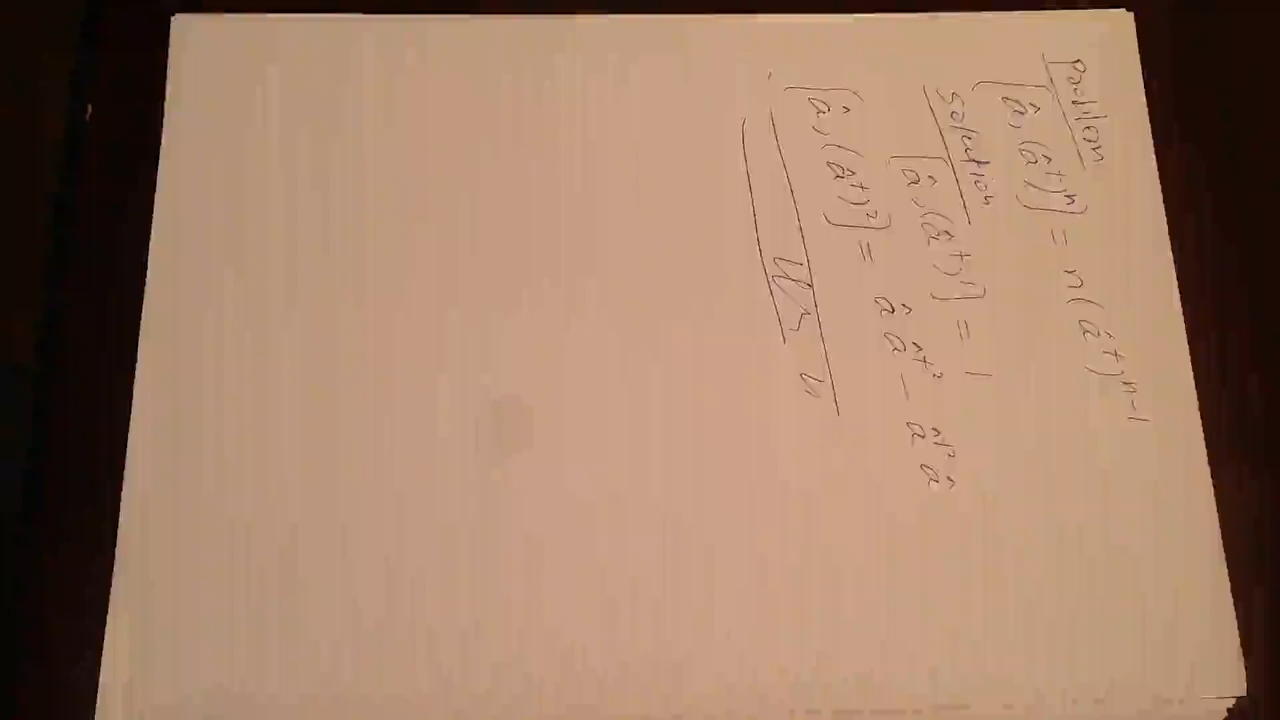 Problem
[â, (â†)ⁿ] = n(â†)ⁿ⁻¹
Solution
[â, (â†)¹] = 1
[â, (â†)²] = â â†² - â†² â